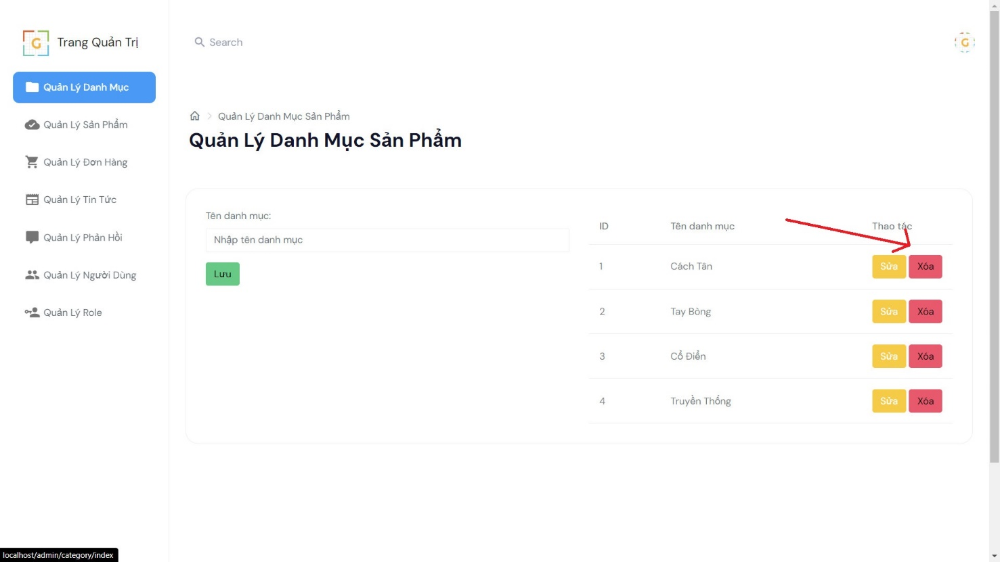 G Trang Quản Trị
Search
G
Quản Lý Danh Mục
Quản Lý Sản Phẩm
Quản Lý Đơn Hàng
Quản Lý Tin Tức
Quản Lý Phản Hồi
Quản Lý Người Dùng
Quản Lý Role
Quản Lý Danh Mục Sản Phẩm
Quản Lý Danh Mục Sản Phẩm
Tên danh mục:
Nhập tên danh mục
Lưu
ID Tên danh mục Thao tác
1 Cách Tân Sửa Xóa
2 Tay Bòng Sửa Xóa
3 Cổ Điển Sửa Xóa
4 Truyền Thống Sửa Xóa
localhost/admin/category/index